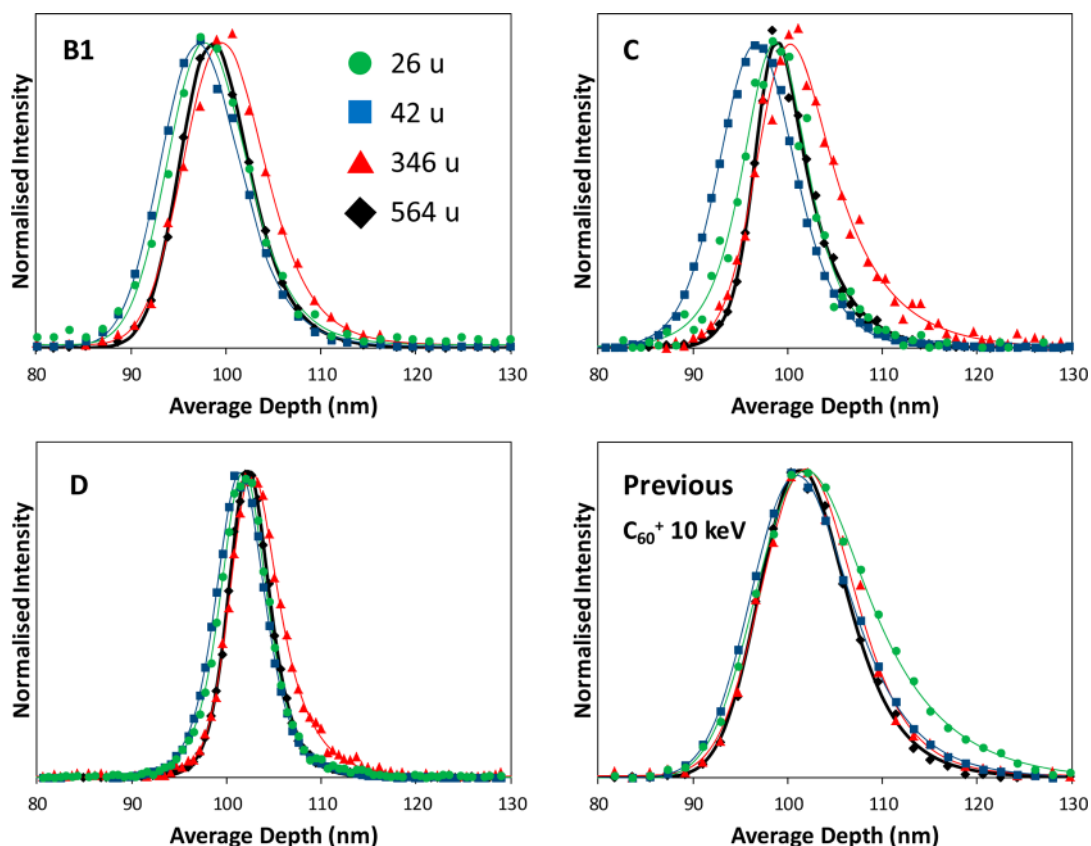 B1
26 u
42 u
346 u
564 u
Normalised Intensity
80 90 100 110 120 130
Average Depth (nm)
C
Normalised Intensity
80 90 100 110 120 130
Average Depth (nm)
D
Normalised Intensity
80 90 100 110 120 130
Average Depth (nm)
Previous
C₆₀⁺ 10 keV
Normalised Intensity
80 90 100 110 120 130
Average Depth (nm)